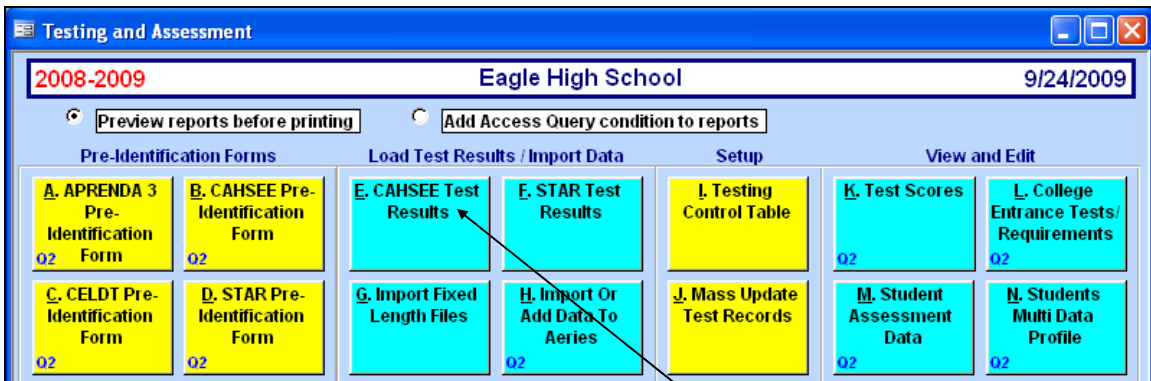 Testing and Assessment
2008-2009 Eagle High School 9/24/2009
Preview reports before printing Add Access Query condition to reports
Pre-Identification Forms Load Test Results / Import Data Setup View and Edit
A. APRENDA 3
Pre-
Identification
Form
Q2
B. CAHSEE Pre-
Identification
Form
Q2
E. CAHSEE Test
Results
F. STAR Test
Results
I. Testing
Control Table
K. Test Scores
Q2
L. College
Entrance Tests/
Requirements
Q2
C. CELDT Pre-
Identification
Form
Q2
D. STAR Pre-
Identification
Form
Q2
G. Import Fixed
Length Files
H. Import Or
Add Data To
Aeries
Q2
J. Mass Update
Test Records
M. Student
Assessment
Data
Q2
N. Students
Multi Data
Profile
Q2